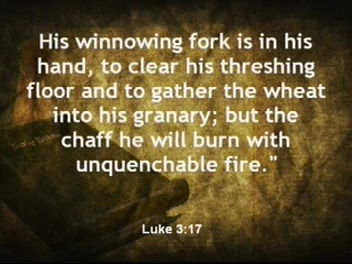 His winnowing fork is in his
hand, to clear his threshing
floor and to gather the wheat
into his granary; but the
chaff he will burn with
unquenchable fire."
Luke 3:17